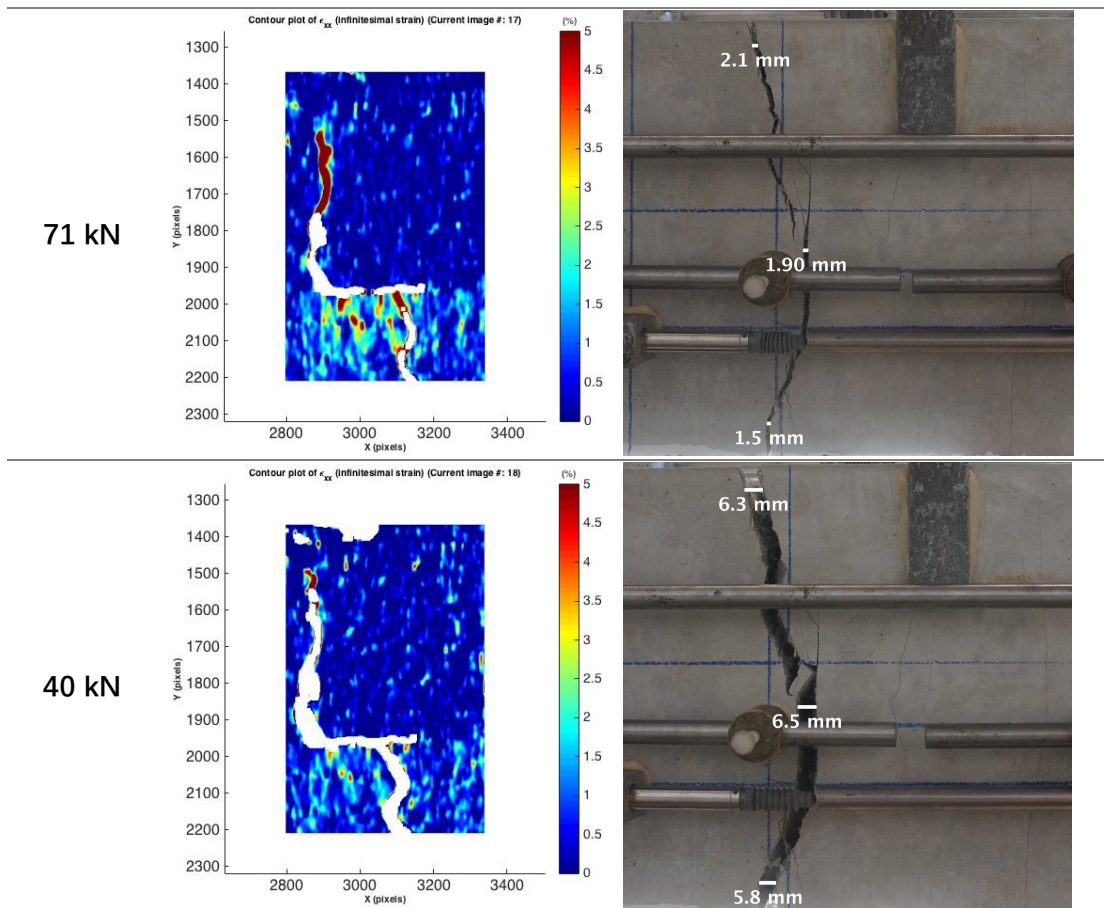 71 kN
Contour plot of ϵxx (infinitesimal strain) (Current image #: 17)
(%)
1300
1400
1500
1600
1700
1800
1900
2000
2100
2200
2300
Y (pixels)
2800 3000 3200 3400
X (pixels)
5
4.5
4
3.5
3
2.5
2
1.5
1
0.5
0
2.1 mm
1.90 mm
1.5 mm
40 kN
Contour plot of ϵxx (infinitesimal strain) (Current image #: 18)
(%)
1300
1400
1500
1600
1700
1800
1900
2000
2100
2200
2300
Y (pixels)
2800 3000 3200 3400
X (pixels)
5
4.5
4
3.5
3
2.5
2
1.5
1
0.5
0
6.3 mm
6.5 mm
5.8 mm